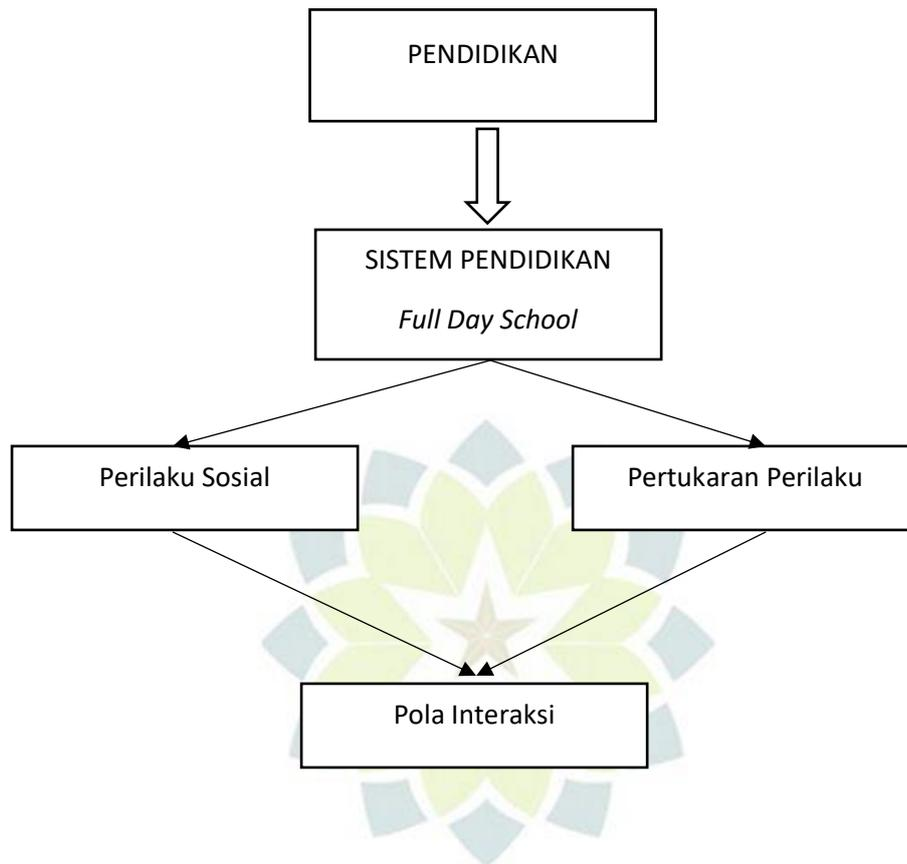 PENDIDIKAN
SISTEM PENDIDIKAN
Full Day School
Perilaku Sosial
Pertukaran Perilaku
Pola Interaksi